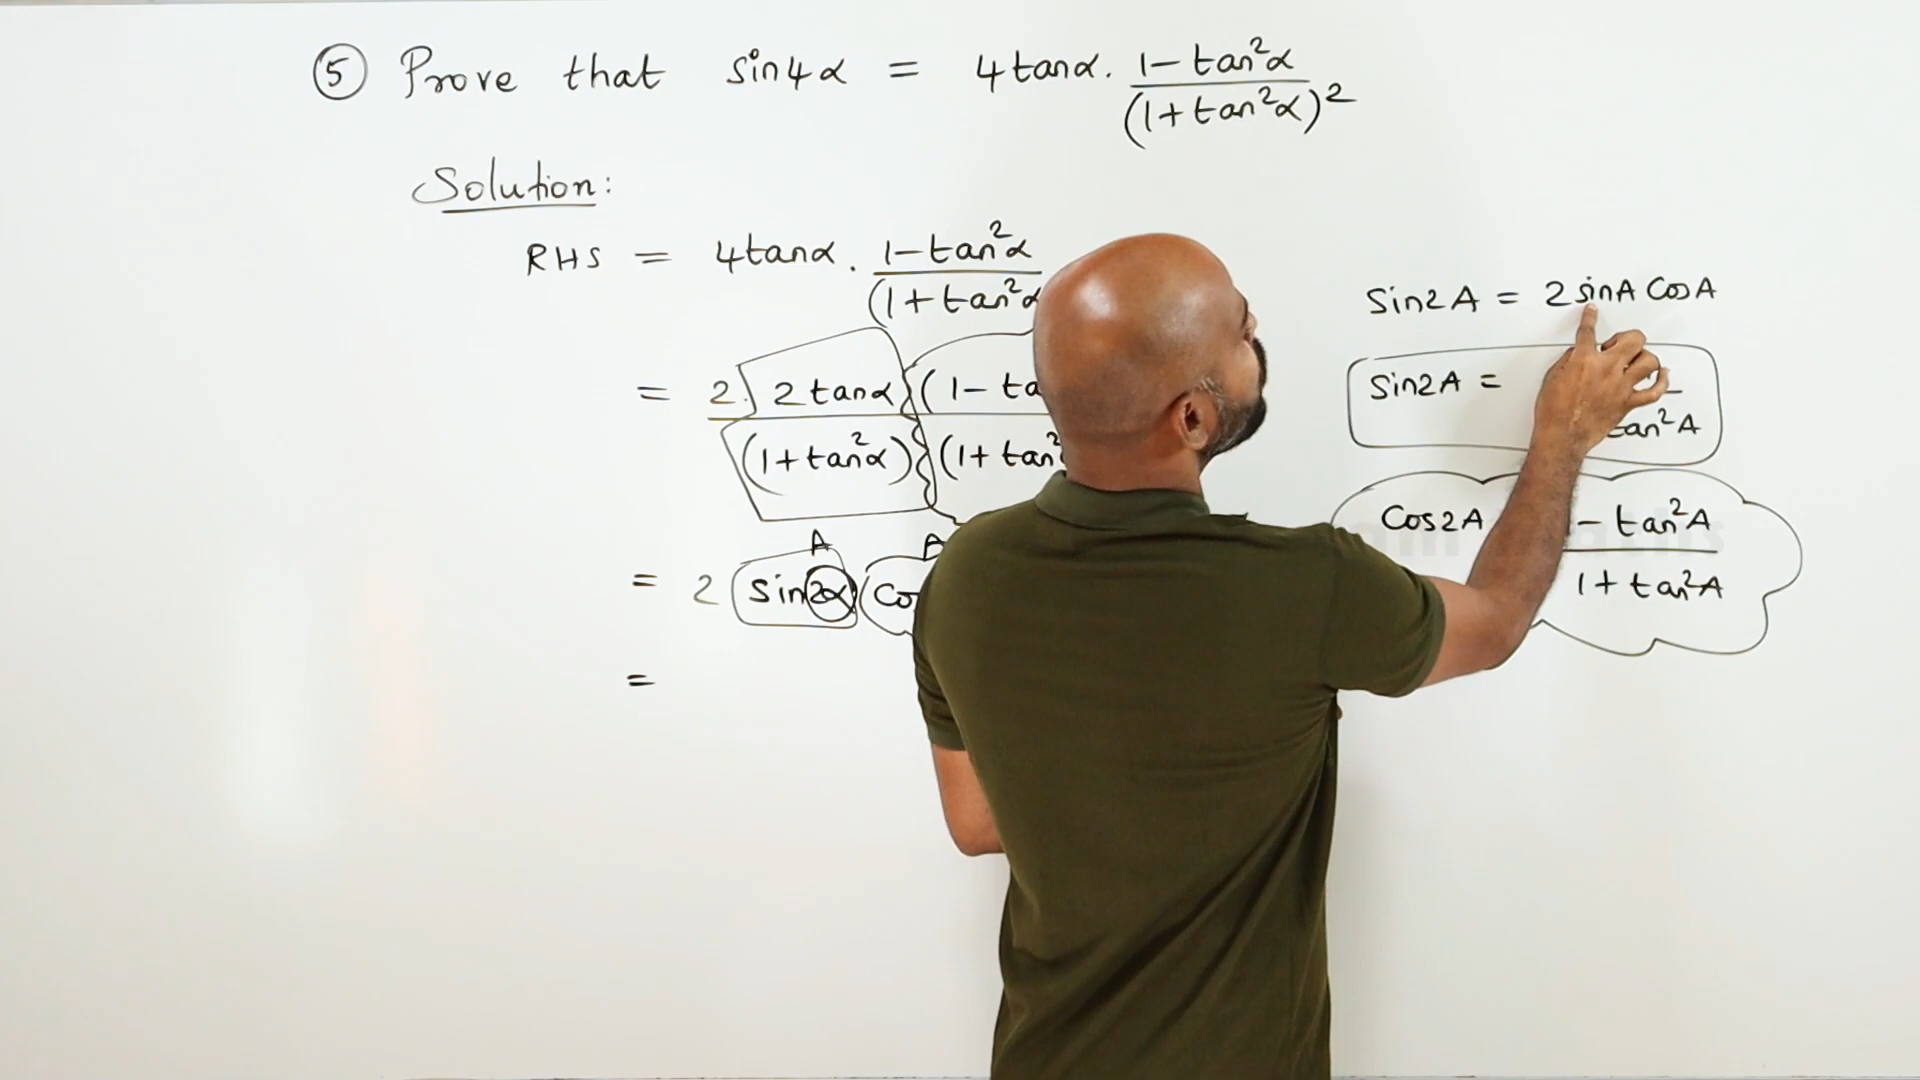 ⑤ Prove that sin4α = 4tanα. 1-tan²α / (1+tan²α)²
Solution:
RHS = 4tanα . 1-tan²α / (1+tan²α
= 2. 2tanα (1- ta / (1+tan²α) (1+ tan²
A A
= 2 sin2α Co
=
Sin2A = 2sinA CosA
Sin2A = tan²A
Cos2A - tan²A / 1+tan²A